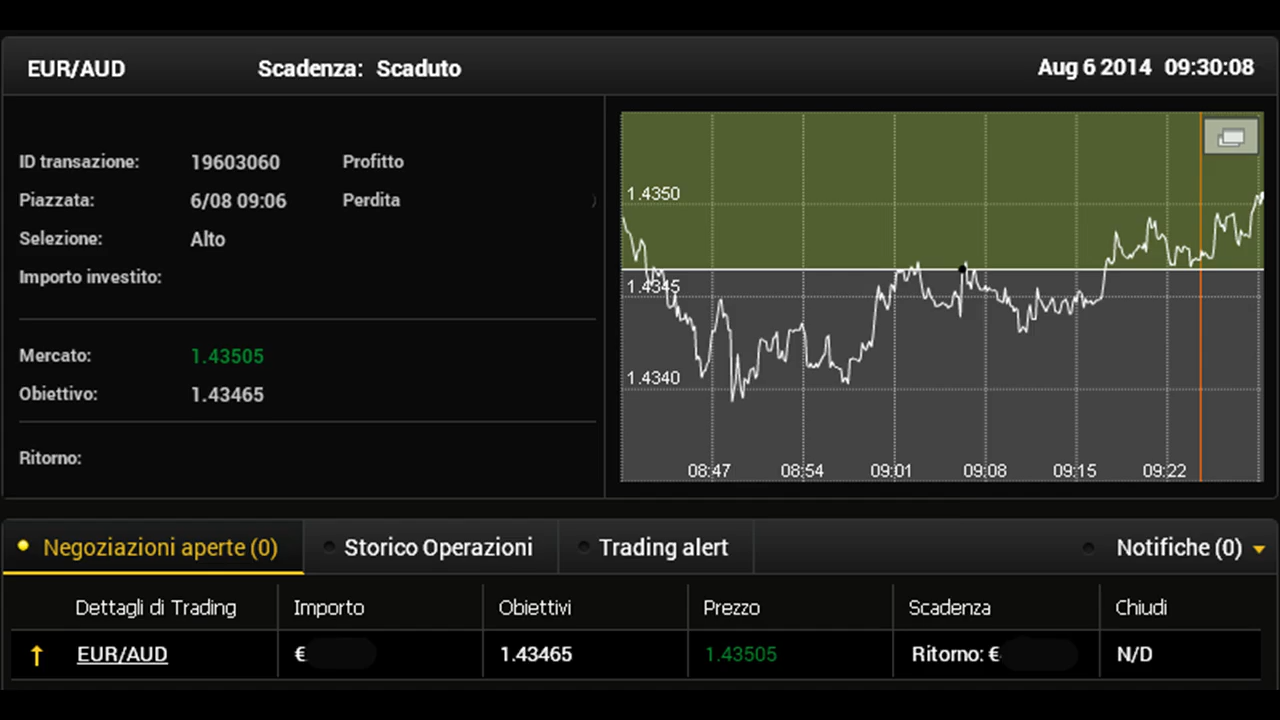 EUR/AUD Scadenza: Scaduto Aug 6 2014 09:30:08
ID transazione: 19603060 Profitto
Piazzata: 6/08 09:06 Perdita
Selezione: Alto
Importo investito:
Mercato: 1.43505
Obiettivo: 1.43465
Ritorno:
1.4350
1.4345
1.4340
08:47 08:54 09:01 09:08 09:15 09:22
Negoziazioni aperte (0) Storico Operazioni Trading alert Notifiche (0)
Dettagli di Trading Importo Obiettivi Prezzo Scadenza Chiudi
↑ EUR/AUD € 1.43465 1.43505 Ritorno: € N/D